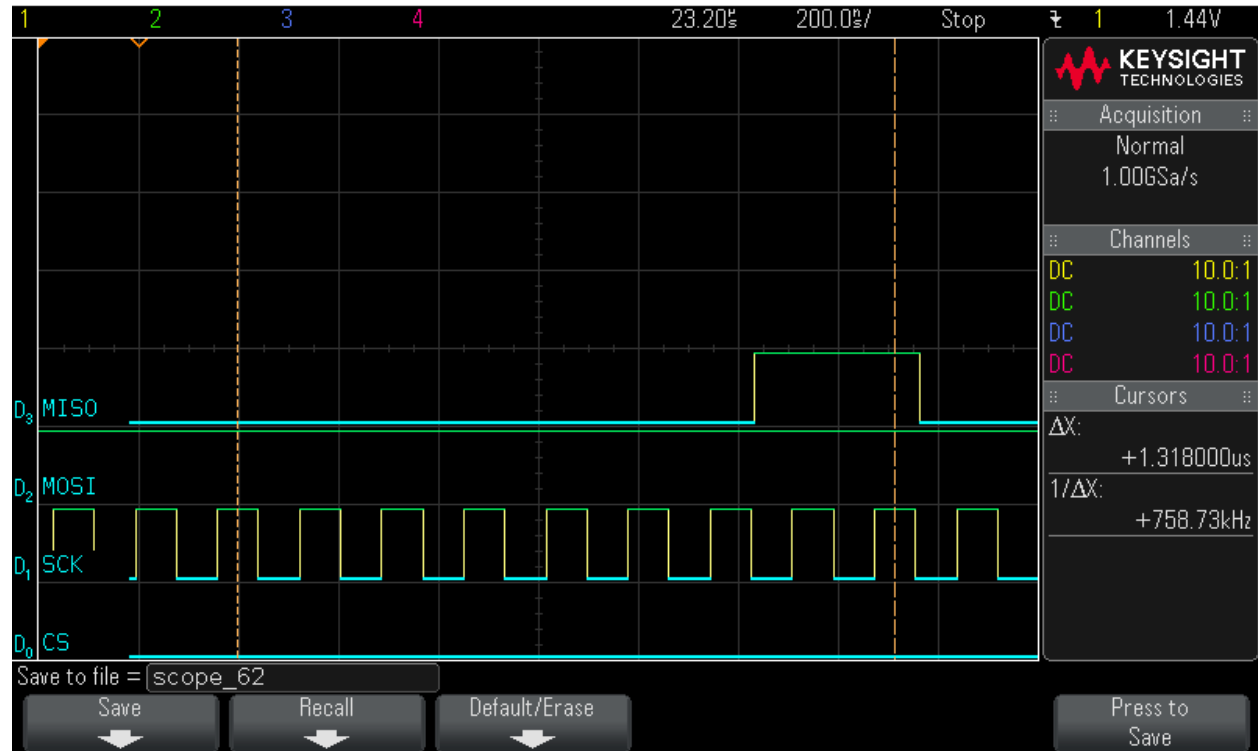 1 2 3 4 23.20µs 200.0ns/ Stop 1 1.44V
KEYSIGHT
TECHNOLOGIES
Acquisition
Normal
1.00GSa/s
Channels
DC 10.0:1
DC 10.0:1
DC 10.0:1
DC 10.0:1
Cursors
ΔX:
+1.318000us
1/ΔX:
+758.73kHz
D3 MISO
D2 MOSI
D1 SCK
D0 CS
Save to file = scope_62
Save Recall Default/Erase Press to
Save